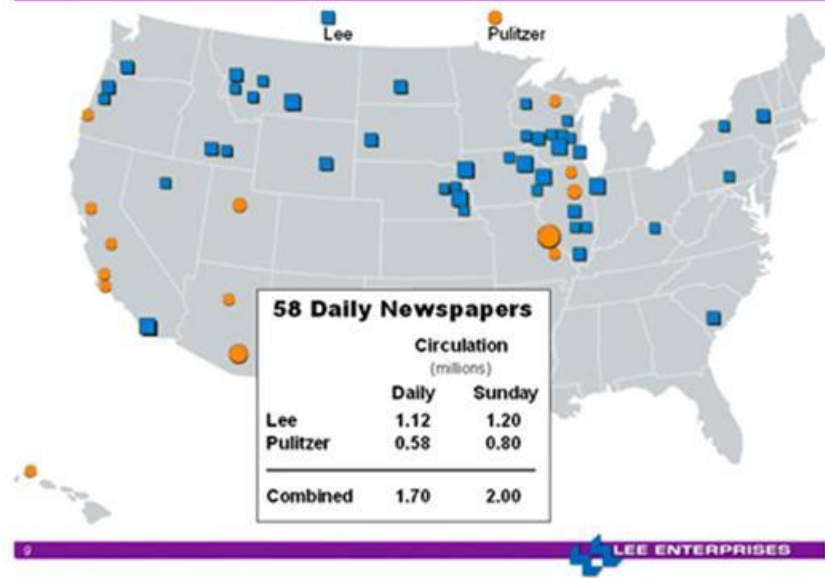 Lee Pulitzer
58 Daily Newspapers
Circulation
(millions)
Daily Sunday
Lee 1.12 1.20
Pulitzer 0.58 0.80
Combined 1.70 2.00
9 LEE ENTERPRISES